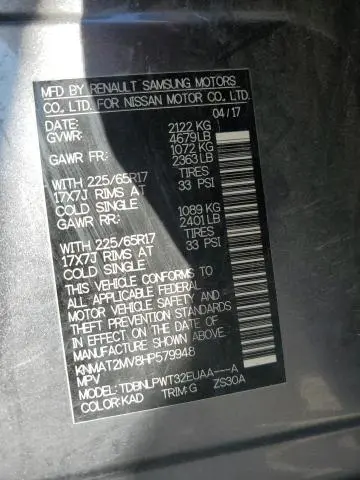 MFD BY RENAULT SAMSUNG MOTORS
CO., LTD. FOR NISSAN MOTOR CO., LTD.
DATE: 04/17
GVWR: 2122 KG
4679LB
GAWR FR: 1072 KG
2363LB
WITH 225/65R17 TIRES
17X7J RIMS AT 33 PSI
COLD SINGLE
GAWR RR: 1089 KG
2401LB
WITH 225/65R17 TIRES
17X7J RIMS AT 33 PSI
COLD SINGLE
THIS VEHICLE CONFORMS TO
ALL APPLICABLE FEDERAL
MOTOR VEHICLE SAFETY AND
THEFT PREVENTION STANDARDS
IN EFFECT ON THE DATE OF
MANUFACTURE SHOWN ABOVE.
KNMAT2MV8HP579948
MPV
MODEL:TDBNLPWT32EUAA---A
COLOR:KAD TRIM:G ZS30A